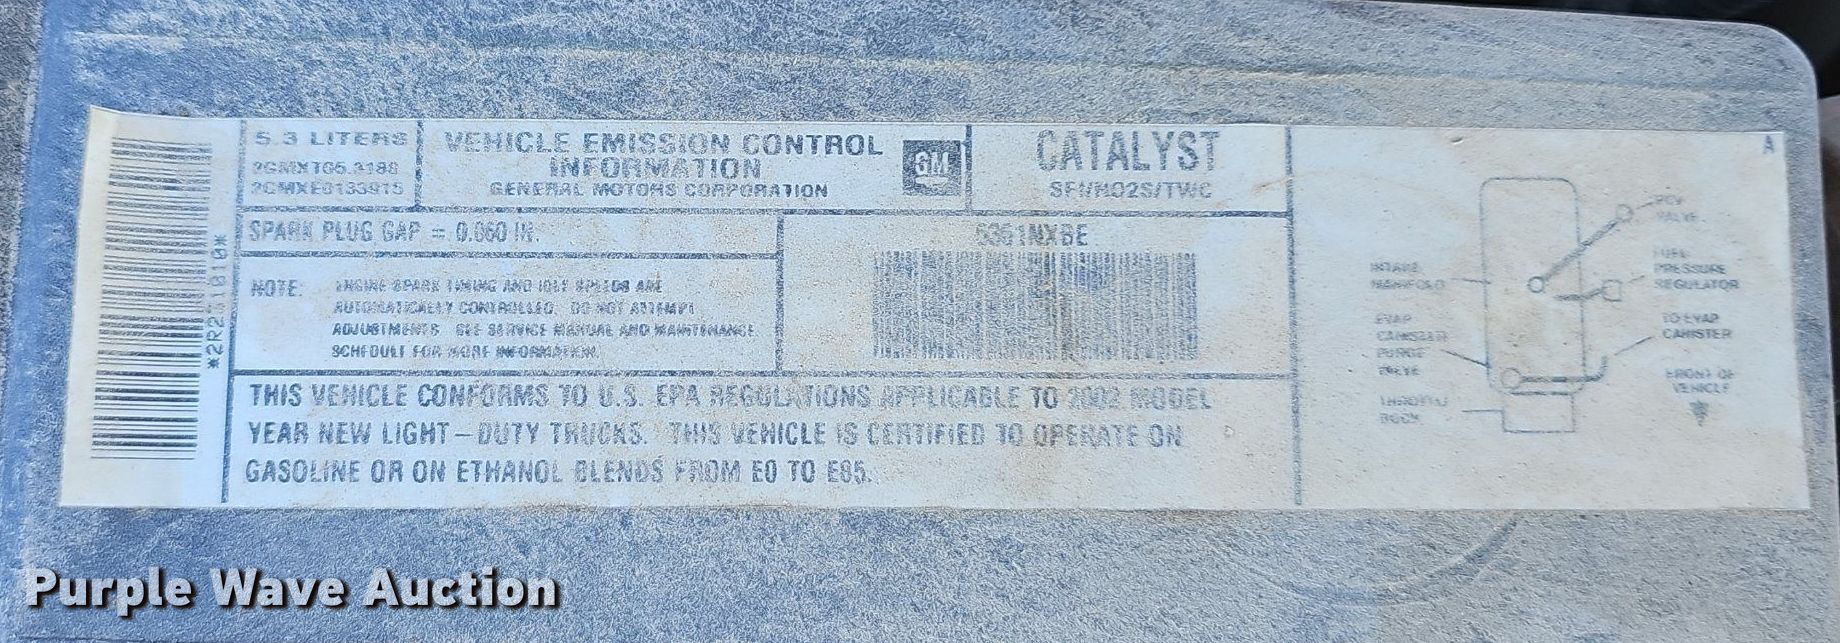 *2R2
1010*
5.3 LITERS
VEHICLE EMISSION CONTROL
INFORMATION
GENERAL MOTORS CORPORATION
GM
CATALYST
SFI/HO2S/TWC
SPARK PLUG GAP = 0.060 IN.
NOTE: ENGINE SPARK TIMING AND IDLE SPEEDS ARE
AUTOMATICALLY CONTROLLED. DO NOT ATTEMPT
ADJUSTMENTS. SEE SERVICE MANUAL AND MAINTENANCE
SCHEDULE FOR MORE INFORMATION.
THIS VEHICLE CONFORMS TO U.S. EPA REGULATIONS APPLICABLE TO 2002 MODEL
YEAR NEW LIGHT-DUTY TRUCKS. THIS VEHICLE IS CERTIFIED TO OPERATE ON
GASOLINE OR ON ETHANOL BLENDS FROM E0 TO E85.
A
PCV
VALVE
FUEL
PRESSURE
REGULATOR
INTAKE
MANIFOLD
TO EVAP
CANISTER
EVAP
CANISTER
PURGE
VALVE
FRONT OF
VEHICLE
THROTTLE
BODY
Purple Wave Auction